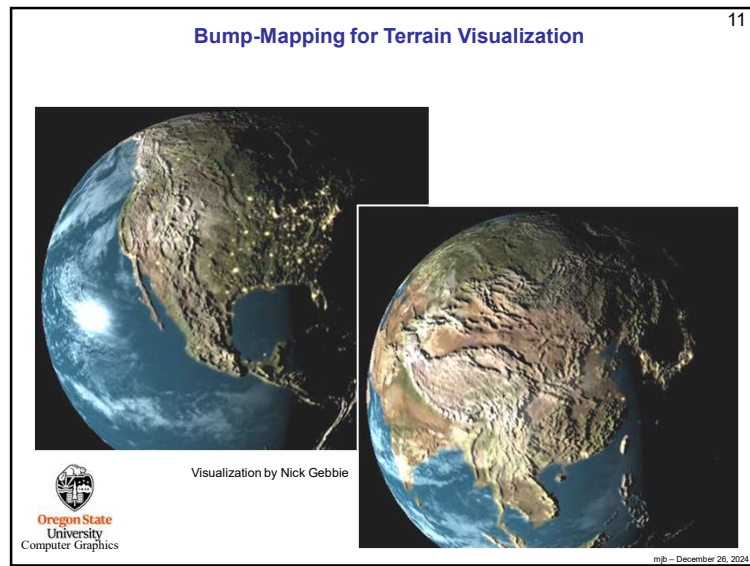 11
Bump-Mapping for Terrain Visualization
Visualization by Nick Gebbie
Oregon State
University
Computer Graphics
mjb – December 26, 2024